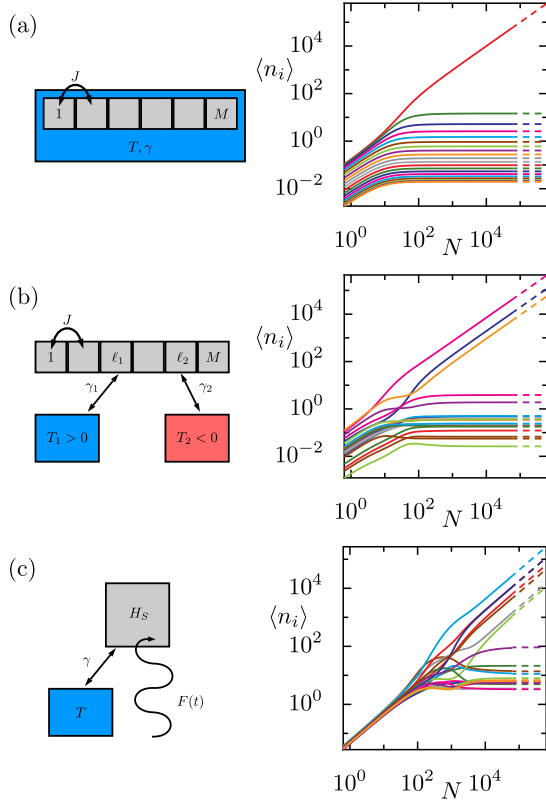 (a)
J
1
M
T, γ
⟨n_i⟩
10^4
10^2
10^0
10^−2
10^0
10^2
N
10^4
(b)
J
1
ℓ_1
ℓ_2
M
γ_1
γ_2
T_1 > 0
T_2 < 0
⟨n_i⟩
10^4
10^2
10^0
10^−2
10^0
10^2
N
10^4
(c)
H_S
γ
T
F(t)
⟨n_i⟩
10^4
10^2
10^0
10^0
10^2
N
10^4